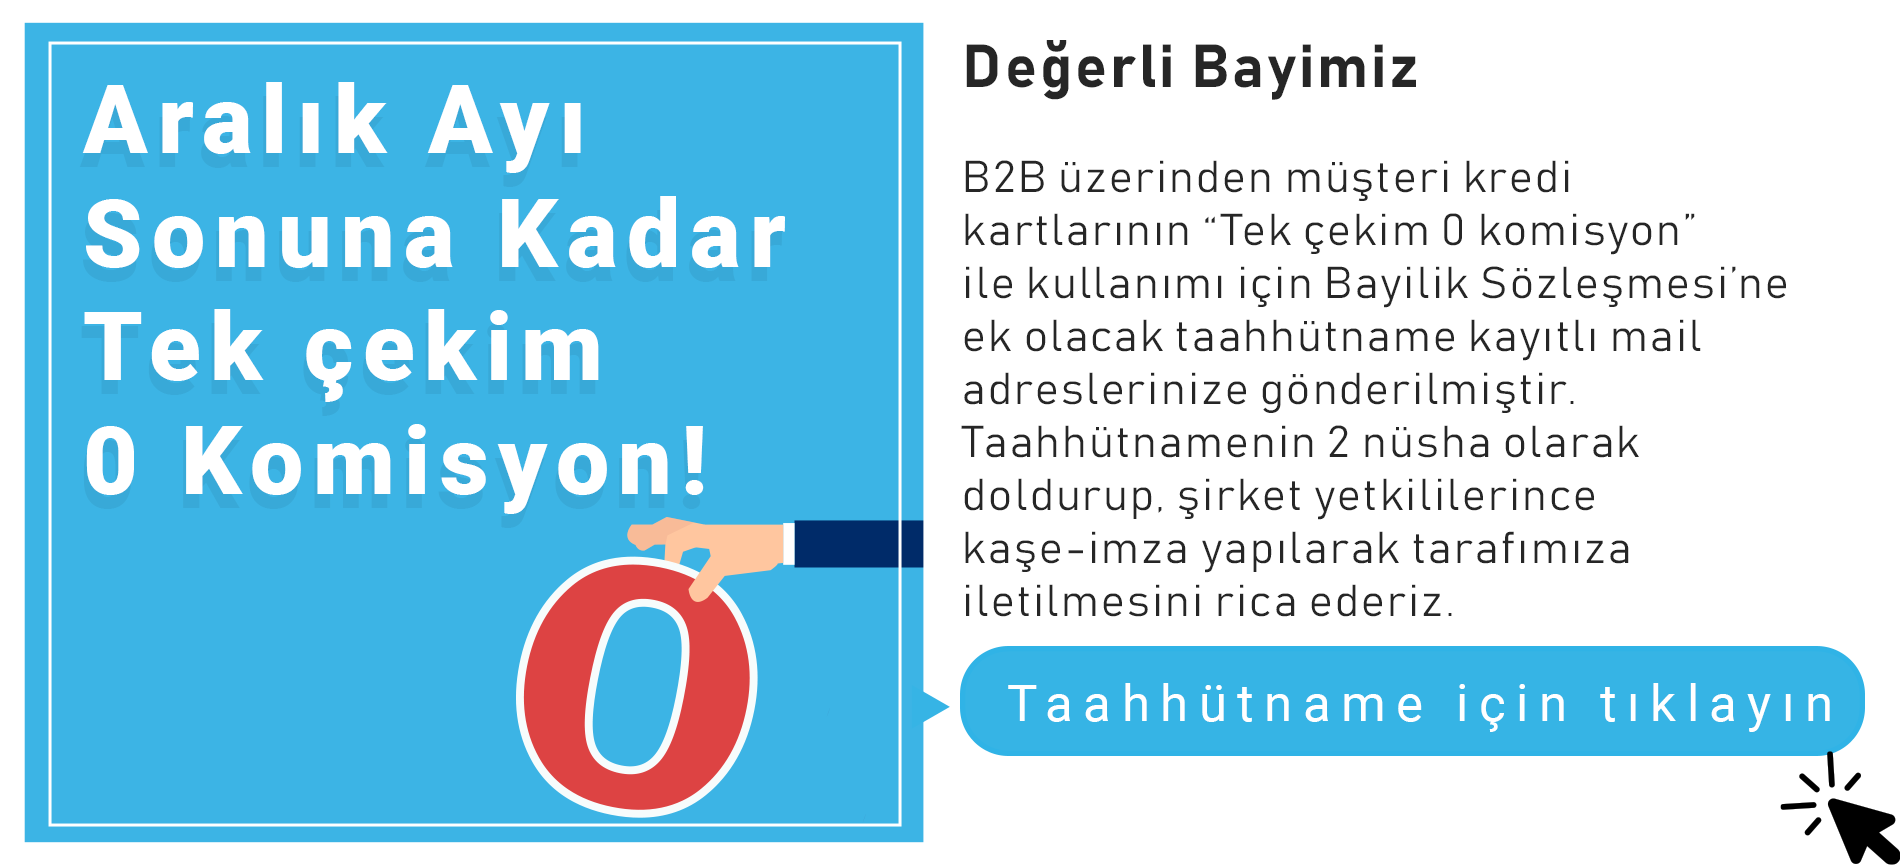 Aralık Ayı
Sonuna Kadar
Tek çekim
0 Komisyon!
0
Değerli Bayimiz
B2B üzerinden müşteri kredi
kartlarının “Tek çekim 0 komisyon”
ile kullanımı için Bayilik Sözleşmesi’ne
ek olacak taahhütname kayıtlı mail
adreslerinize gönderilmiştir.
Taahhütnamenin 2 nüsha olarak
doldurup, şirket yetkililerince
kaşe-imza yapılarak tarafımıza
iletilmesini rica ederiz.
Taahhütname için tıklayın